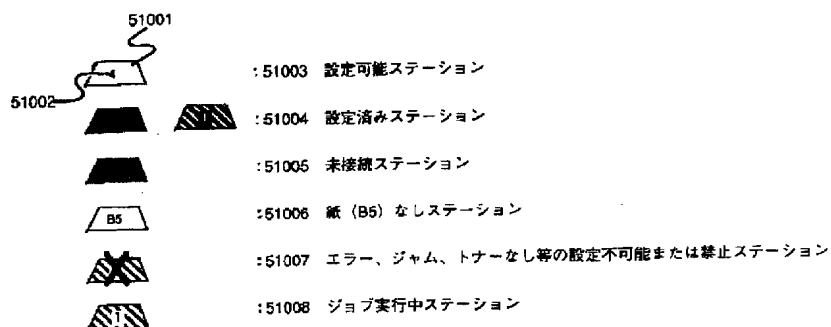 51001
:51003 設定可能ステーション
51002
:51004 設定済みステーション
:51005 未接続ステーション
B5 :51006 紙（B5）なしステーション
:51007 エラー、ジャム、トナーなし等の設定不可能または禁止ステーション
:51008 ジョブ実行中ステーション